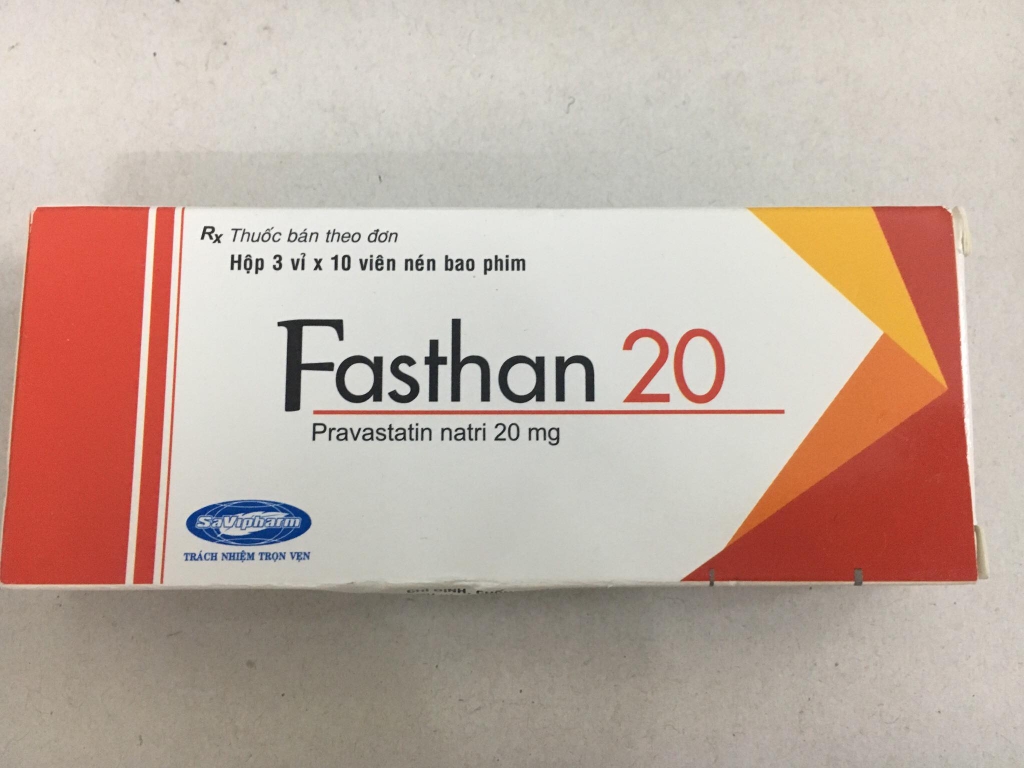 Rx Thuốc bán theo đơn
Hộp 3 vỉ x 10 viên nén bao phim
Fasthan 20
Pravastatin natri 20 mg
SaVipharm
TRÁCH NHIỆM TRỌN VẸN